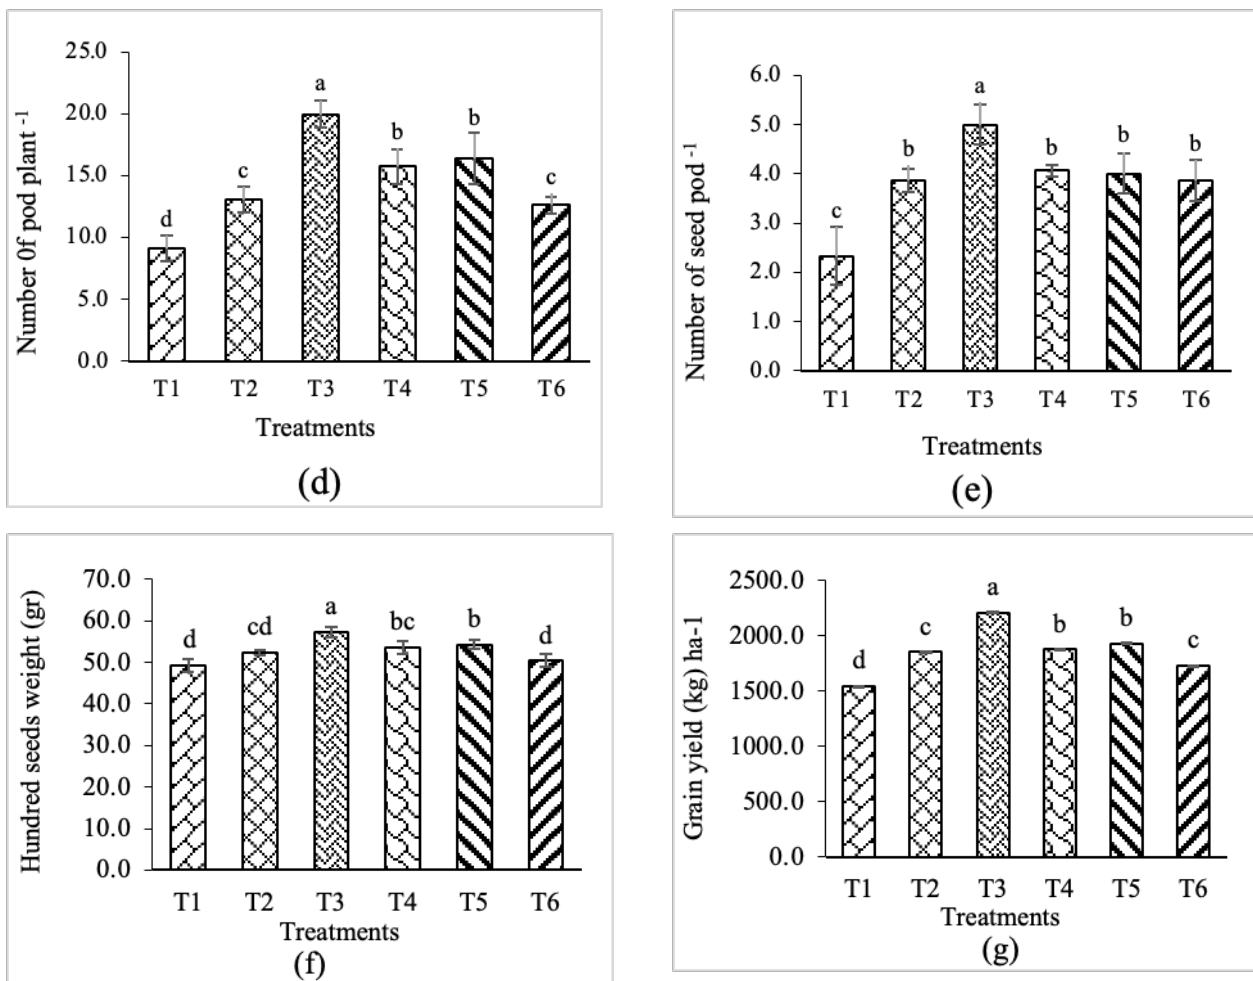 25.0
20.0
15.0
10.0
5.0
0.0
Number 0f pod plant -1
d
c
a
b
b
c
T1 T2 T3 T4 T5 T6
Treatments
(d)
6.0
5.0
4.0
3.0
2.0
1.0
0.0
Number of seed pod -1
c
b
a
b
b
b
T1 T2 T3 T4 T5 T6
Treatments
(e)
70.0
60.0
50.0
40.0
30.0
20.0
10.0
0.0
Hundred seeds weight (gr)
d
cd
a
bc
b
d
T1 T2 T3 T4 T5 T6
Treatments
(f)
2500.0
2000.0
1500.0
1000.0
500.0
0.0
Grain yield (kg) ha-1
d
c
a
b
b
c
T1 T2 T3 T4 T5 T6
Treatments
(g)